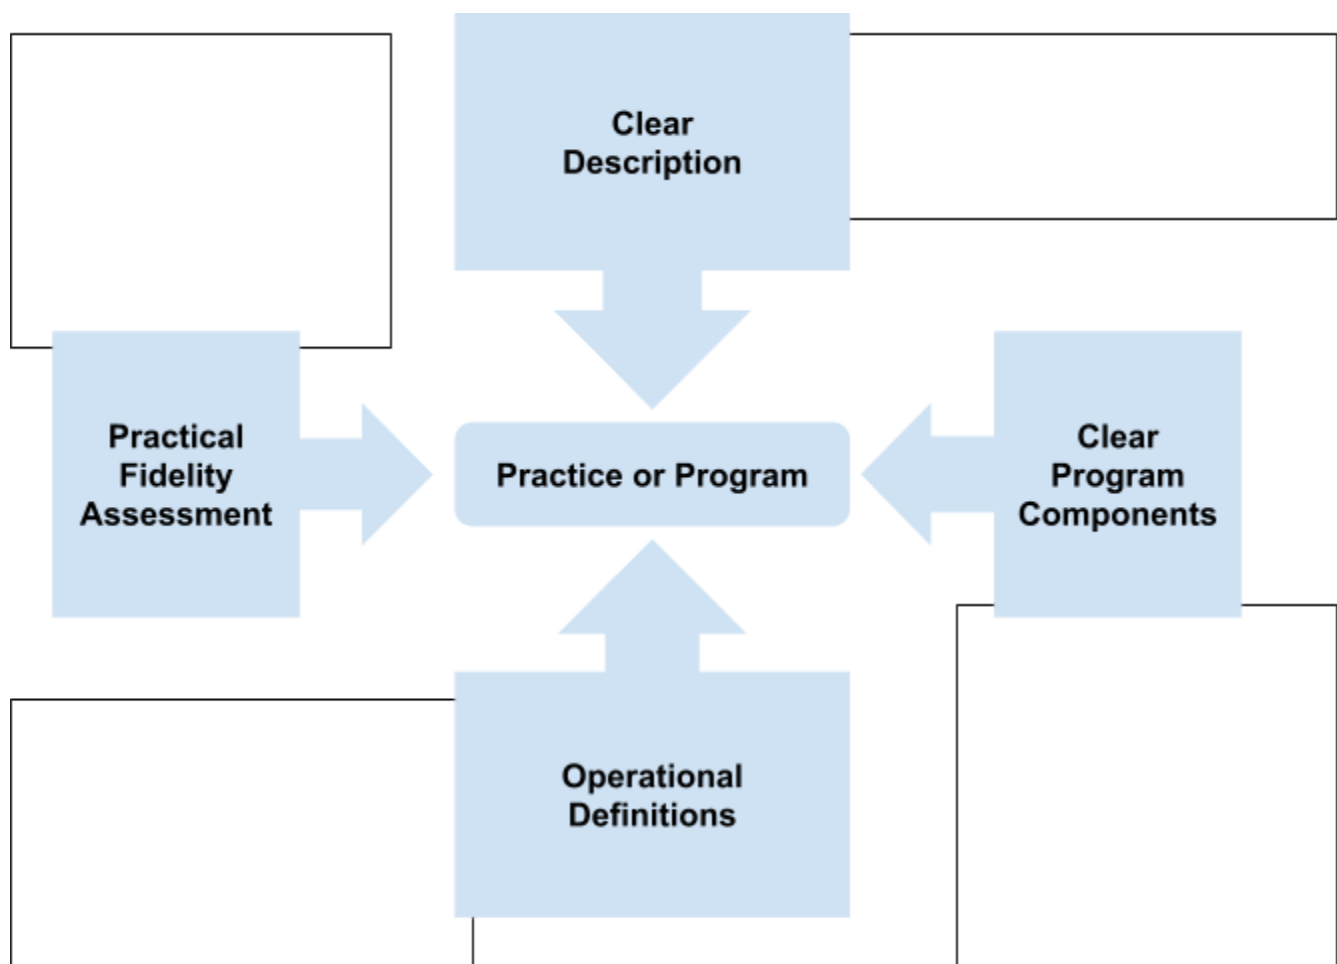 Clear
Description
Practical
Fidelity
Assessment
Practice or Program
Clear
Program
Components
Operational
Definitions